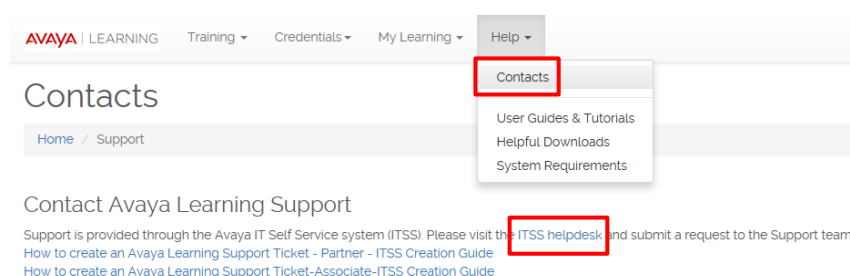 AVAYA | LEARNING Training Credentials My Learning Help
Contacts
User Guides & Tutorials
Helpful Downloads
System Requirements
Contacts
Home / Support
Contact Avaya Learning Support
Support is provided through the Avaya IT Self Service system (ITSS). Please visit the ITSS helpdesk and submit a request to the Support team
How to create an Avaya Learning Support Ticket - Partner - ITSS Creation Guide
How to create an Avaya Learning Support Ticket-Associate-ITSS Creation Guide